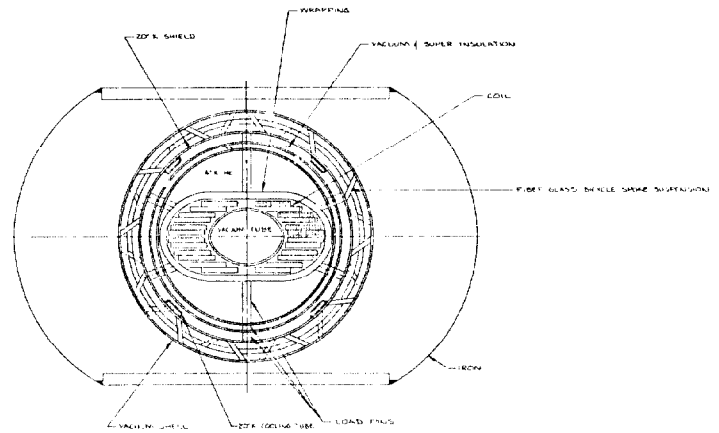 WRAPPING
20°K SHIELD
VACUUM & SUPER INSULATION
COIL
4.5°K HE
FIBER GLASS BICYCLE SPOKE SUSPENSION
VACUUM TUBE
IRON
VACUUM SHELL
20°K COOLING TUBE
LOAD PINS